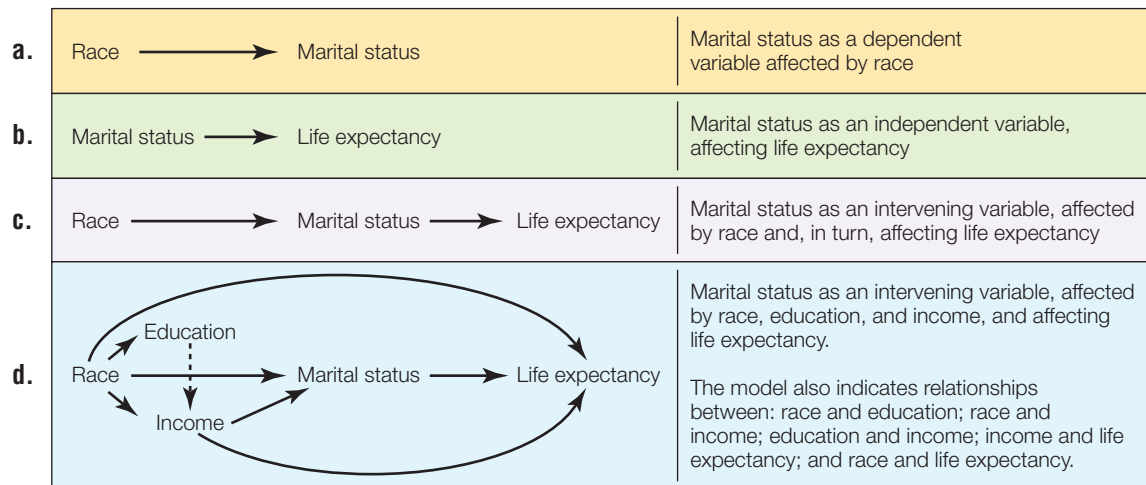 a.
Race
Marital status
Marital status as a dependent
variable affected by race
b.
Marital status
Life expectancy
Marital status as an independent variable,
affecting life expectancy
c.
Race
Marital status
Life expectancy
Marital status as an intervening variable, affected
by race and, in turn, affecting life expectancy
d.
Education
Race
Marital status
Life expectancy
Income
Marital status as an intervening variable, affected
by race, education, and income, and affecting
life expectancy.
The model also indicates relationships
between: race and education; race and
income; education and income; income and life
expectancy; and race and life expectancy.